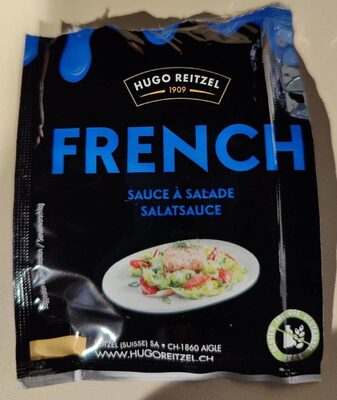 HUGO REITZEL
1909
FRENCH
SAUCE À SALADE
SALATSAUCE
REITZEL (SUISSE) SA • CH-1860 AIGLE
WWW.HUGOREITZEL.CH